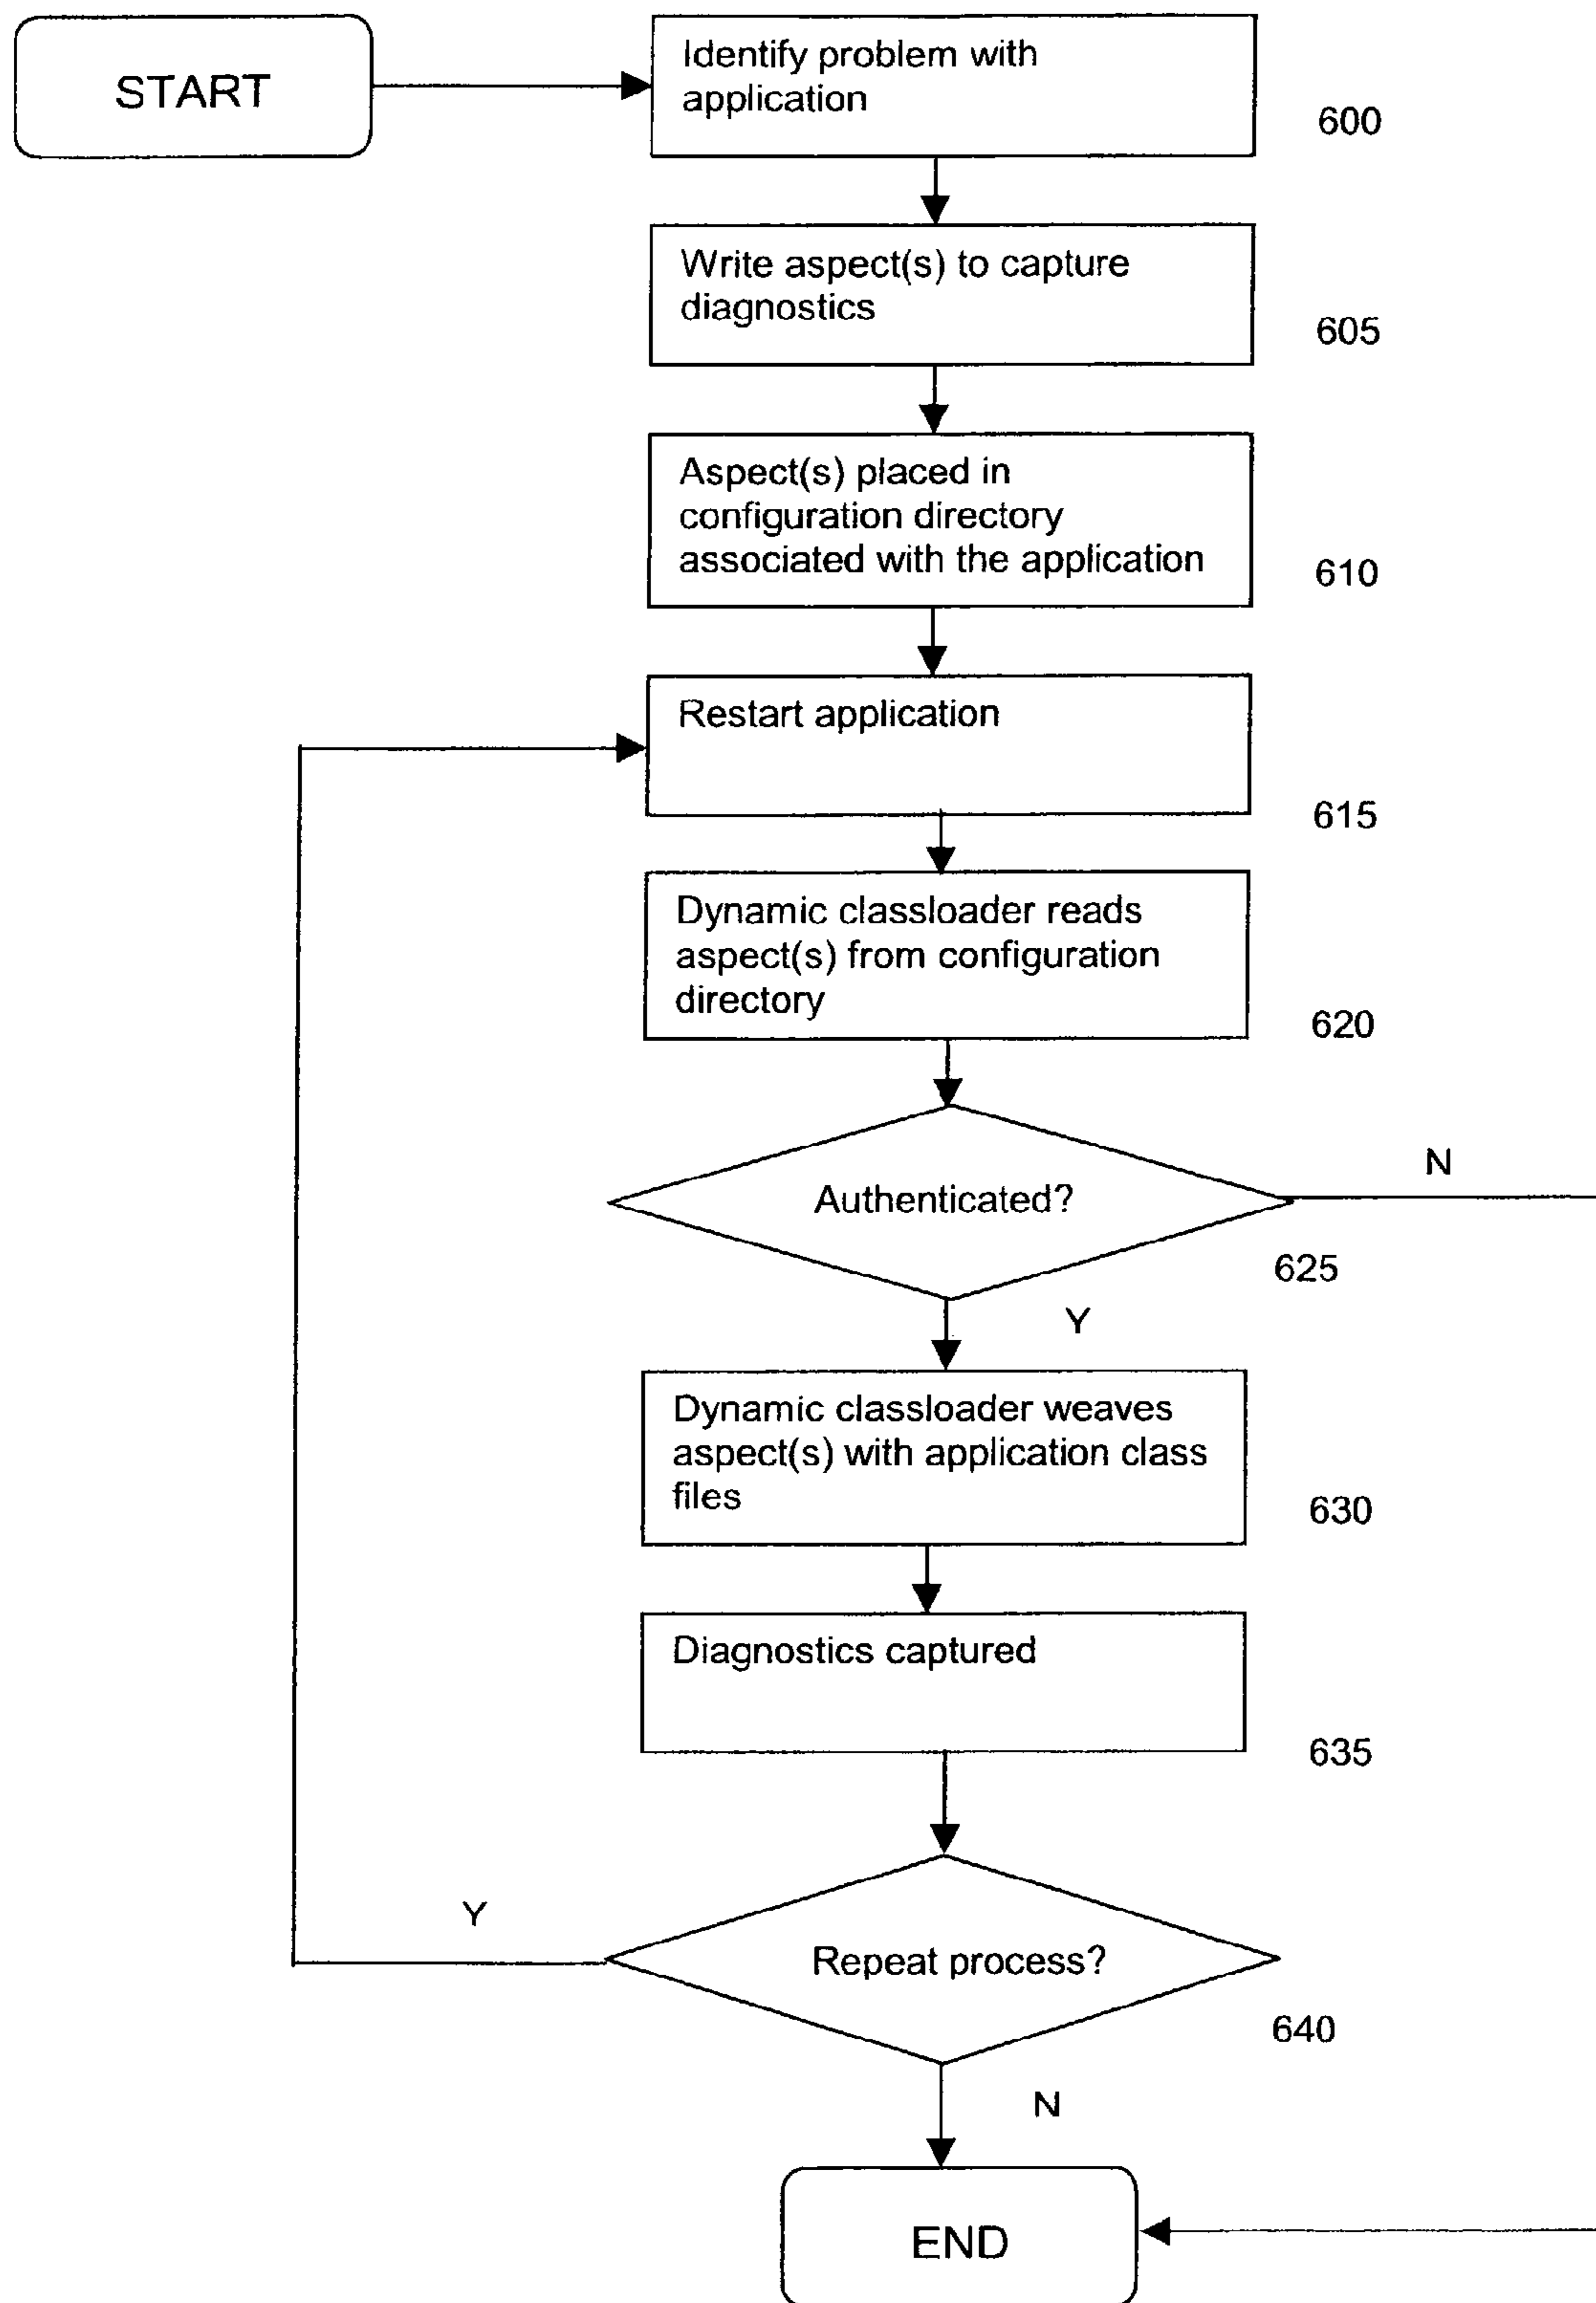 START
Identify problem with
application
600
Write aspect(s) to capture
diagnostics
605
Aspect(s) placed in
configuration directory
associated with the application
610
Restart application
615
Dynamic classloader reads
aspect(s) from configuration
directory
620
Authenticated?
N
625
Y
Dynamic classloader weaves
aspect(s) with application class
files
630
Diagnostics captured
635
Y
Repeat process?
640
N
END